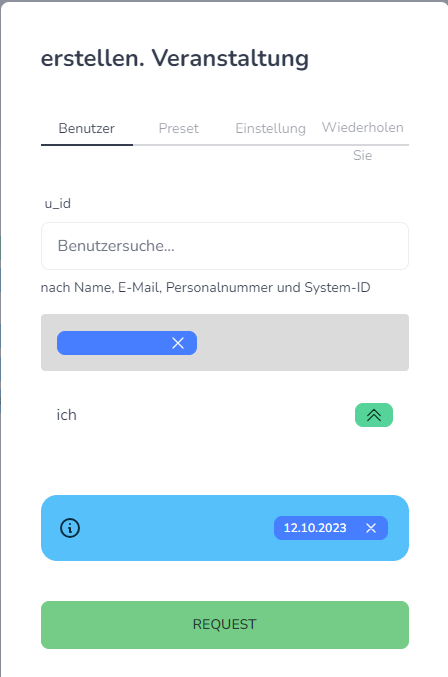 erstellen. Veranstaltung
Benutzer Preset Einstellung Wiederholen
Sie
u_id
Benutzersuche...
nach Name, E-Mail, Personalnummer und System-ID
ich
12.10.2023
REQUEST